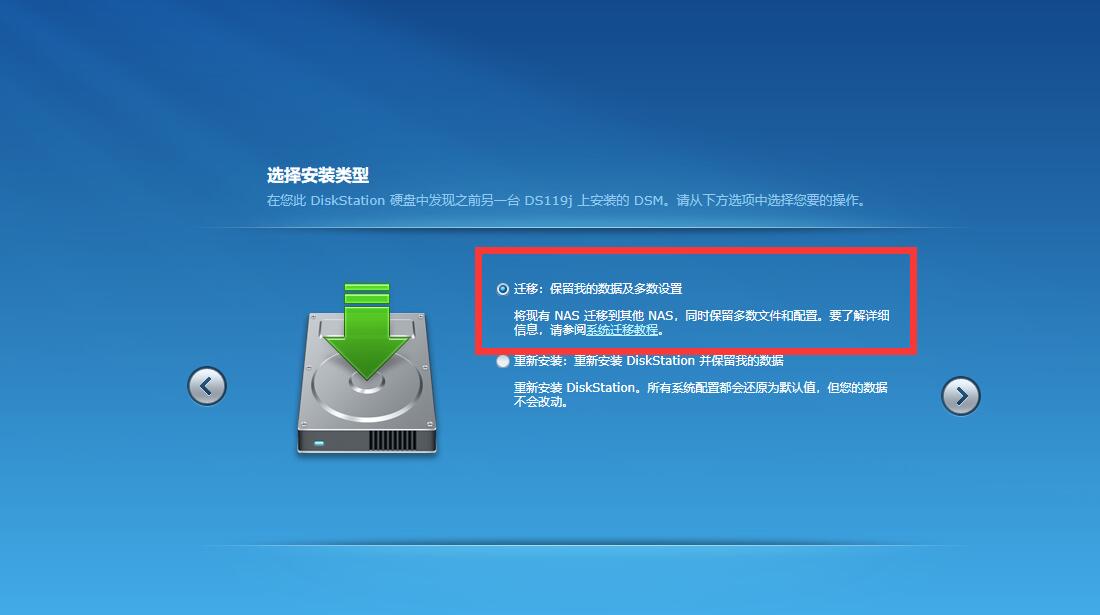 选择安装类型
在您此 DiskStation 硬盘中发现之前另一台 DS119j 上安装的 DSM。请从下方选项中选择您要的操作。
迁移：保留我的数据及多数设置
将现有 NAS 迁移到其他 NAS，同时保留多数文件和配置。要了解详细
信息，请参阅系统迁移教程。
重新安装：重新安装 DiskStation 并保留我的数据
重新安装 DiskStation。所有系统配置都会还原为默认值，但您的数据
不会改动。